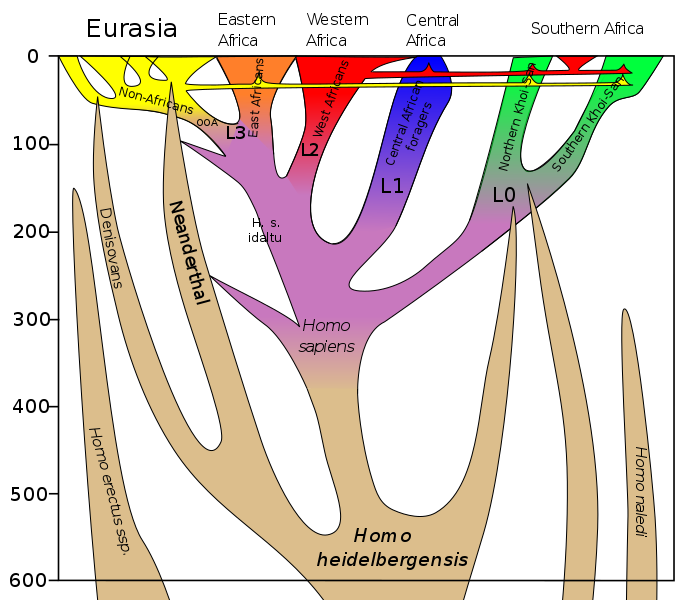 Eurasia
Eastern
Africa
Western
Africa
Central
Africa
Southern Africa
0
100
200
300
400
500
600
Non-Africans
ooA
L3
East Africans
L2
West Africans
Central African
foragers
L1
Northern Khoi-San
Southern Khoi-San
L0
H. s.
idaltu
Denisovans
Neanderthal
Homo
sapiens
Homo erectus ssp.
Homo
heidelbergensis
Homo naledi